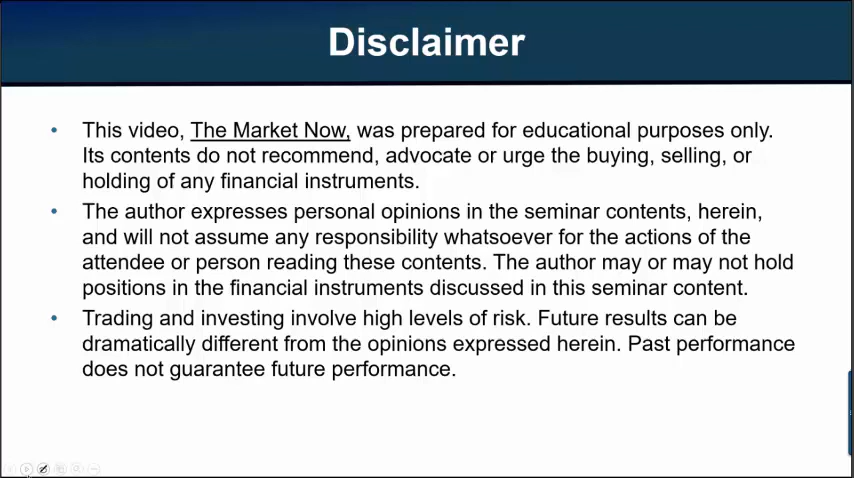 Disclaimer
• This video, The Market Now, was prepared for educational purposes only.
Its contents do not recommend, advocate or urge the buying, selling, or
holding of any financial instruments.
• The author expresses personal opinions in the seminar contents, herein,
and will not assume any responsibility whatsoever for the actions of the
attendee or person reading these contents. The author may or may not hold
positions in the financial instruments discussed in this seminar content.
• Trading and investing involve high levels of risk. Future results can be
dramatically different from the opinions expressed herein. Past performance
does not guarantee future performance.